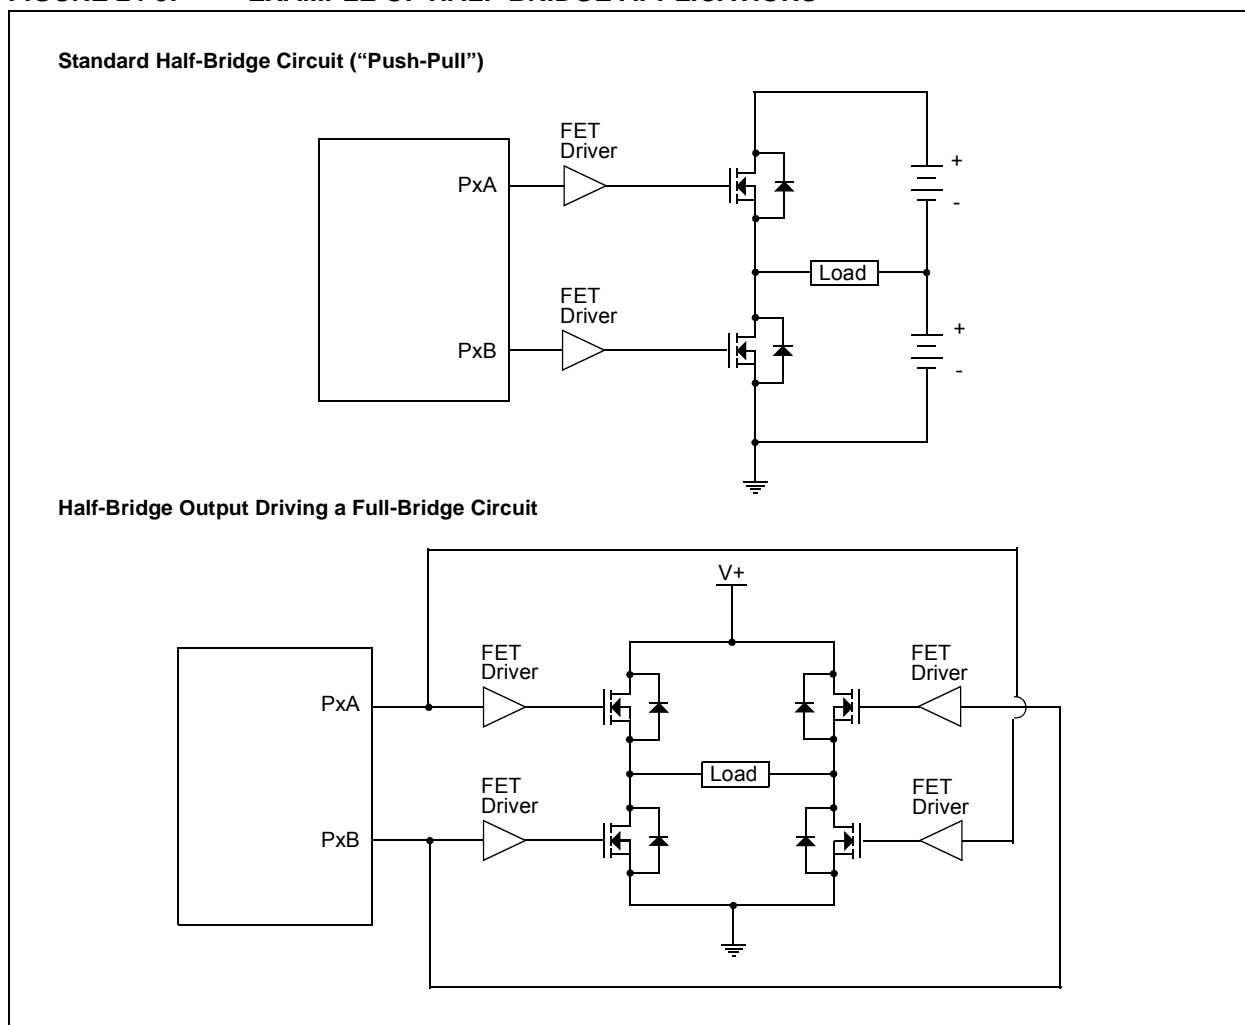 Standard Half-Bridge Circuit (“Push-Pull”)
FET
Driver
PxA
+
-
Load
FET
Driver
PxB
+
-
Half-Bridge Output Driving a Full-Bridge Circuit
V+
FET
Driver
FET
Driver
PxA
Load
FET
Driver
FET
Driver
PxB